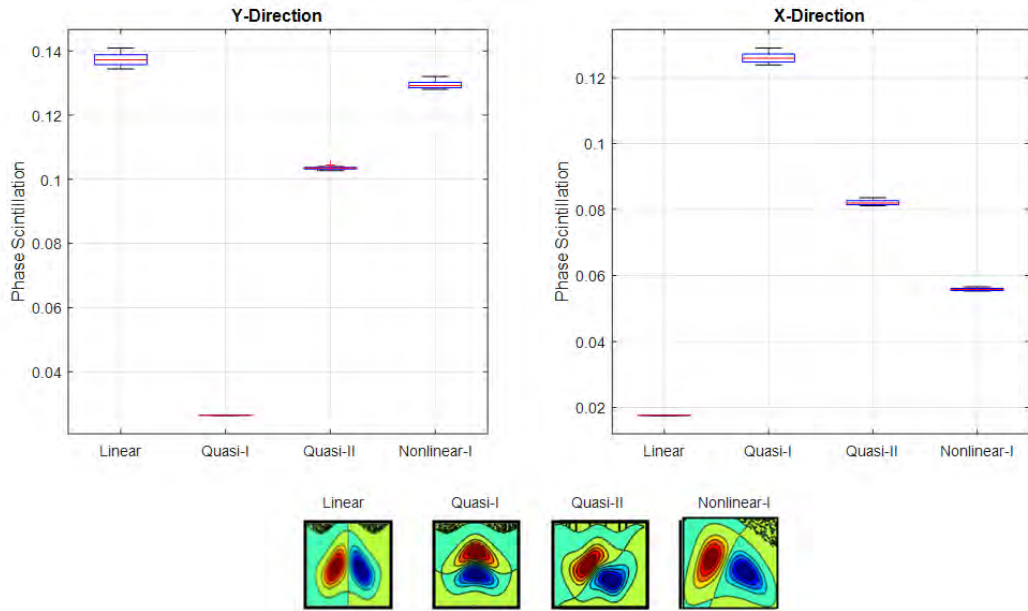 Y-Direction
Phase Scintillation
0.14
0.12
0.1
0.08
0.06
0.04
Linear Quasi-I Quasi-II Nonlinear-I
X-Direction
Phase Scintillation
0.12
0.1
0.08
0.06
0.04
0.02
Linear Quasi-I Quasi-II Nonlinear-I
Linear Quasi-I Quasi-II Nonlinear-I